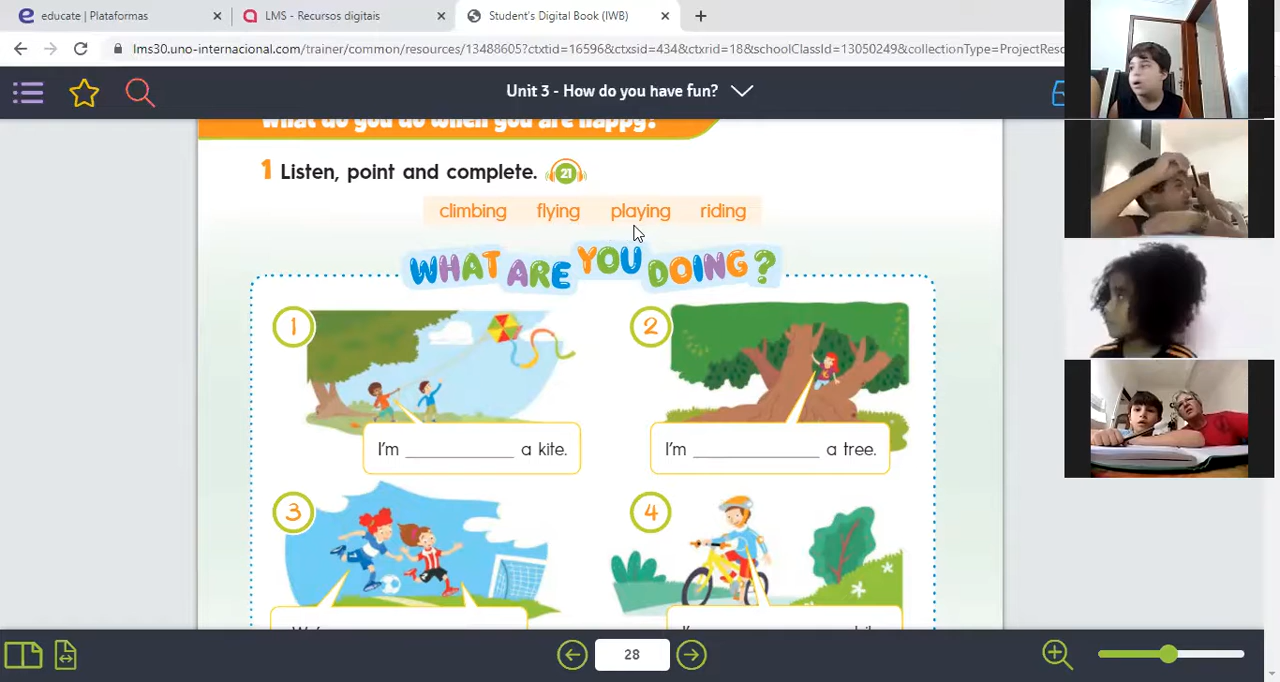 educate | Plataformas
LMS - Recursos digitais
Student's Digital Book (IWB)
lms30.uno-internacional.com/trainer/common/resources/13488605?ctxtid=16596&ctxsid=434&ctxrid=18&schoolClassId=13050249&collectionType=ProjectReso
Unit 3 - How do you have fun?
What do you do when you are happy?
1 Listen, point and complete. 21
climbing flying playing riding
WHAT ARE YOU DOING?
1
I'm __________ a kite.
2
I'm __________ a tree.
3
4
28